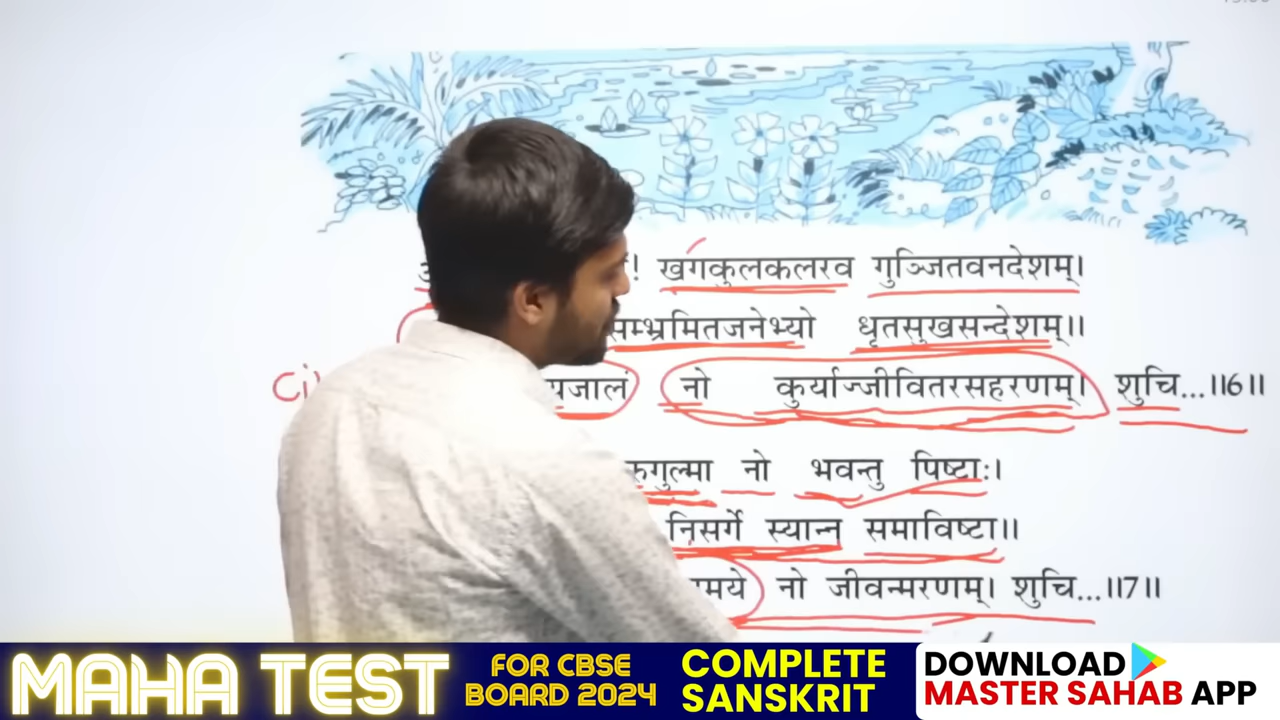 ! खगकुलकलरव गुञ्जितवनदेशम्।
सम्भ्रमितजनेभ्यो धृतसुखसन्देशम्॥
नो कुर्याज्जीवितरसहरणम्। शुचि...॥6॥
नो भवन्तु पिष्टाः।
निसर्गे स्यान्न समाविष्टा॥
नो जीवन्मरणम्। शुचि...॥7॥
MAHA TEST
FOR CBSE
BOARD 2024
COMPLETE
SANSKRIT
DOWNLOAD
MASTER SAHAB APP